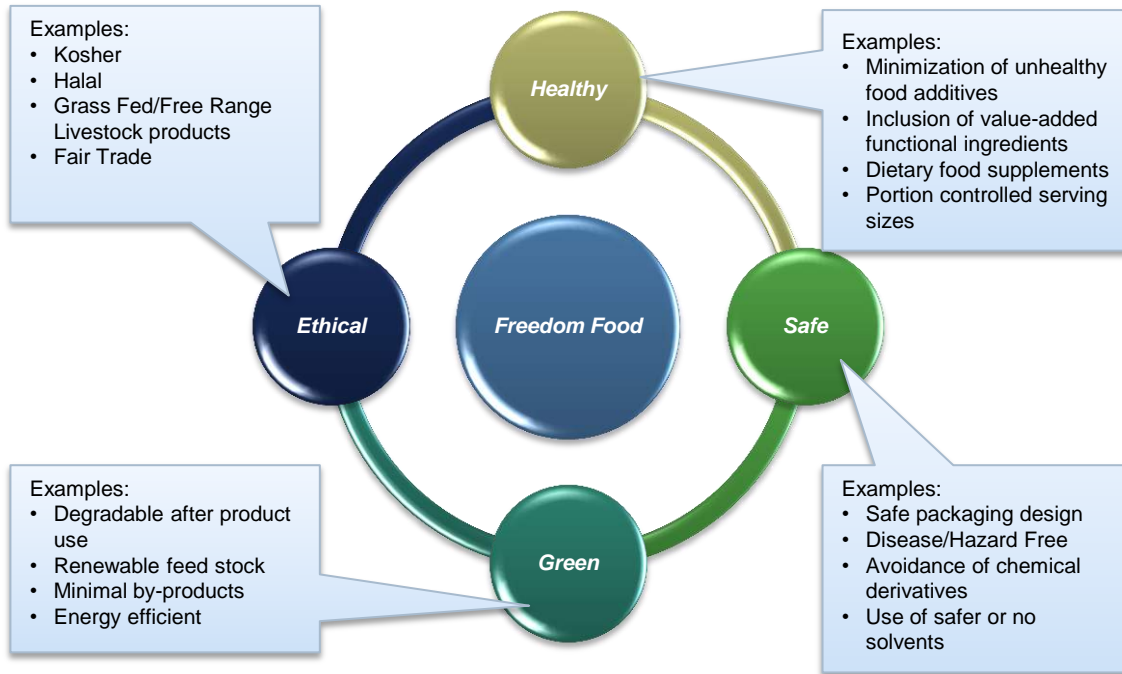 Examples:
• Kosher
• Halal
• Grass Fed/Free Range
Livestock products
• Fair Trade
Healthy
Examples:
• Minimization of unhealthy
food additives
• Inclusion of value-added
functional ingredients
• Dietary food supplements
• Portion controlled serving
sizes
Ethical
Freedom Food
Safe
Examples:
• Degradable after product
use
• Renewable feed stock
• Minimal by-products
• Energy efficient
Green
Examples:
• Safe packaging design
• Disease/Hazard Free
• Avoidance of chemical
derivatives
• Use of safer or no
solvents